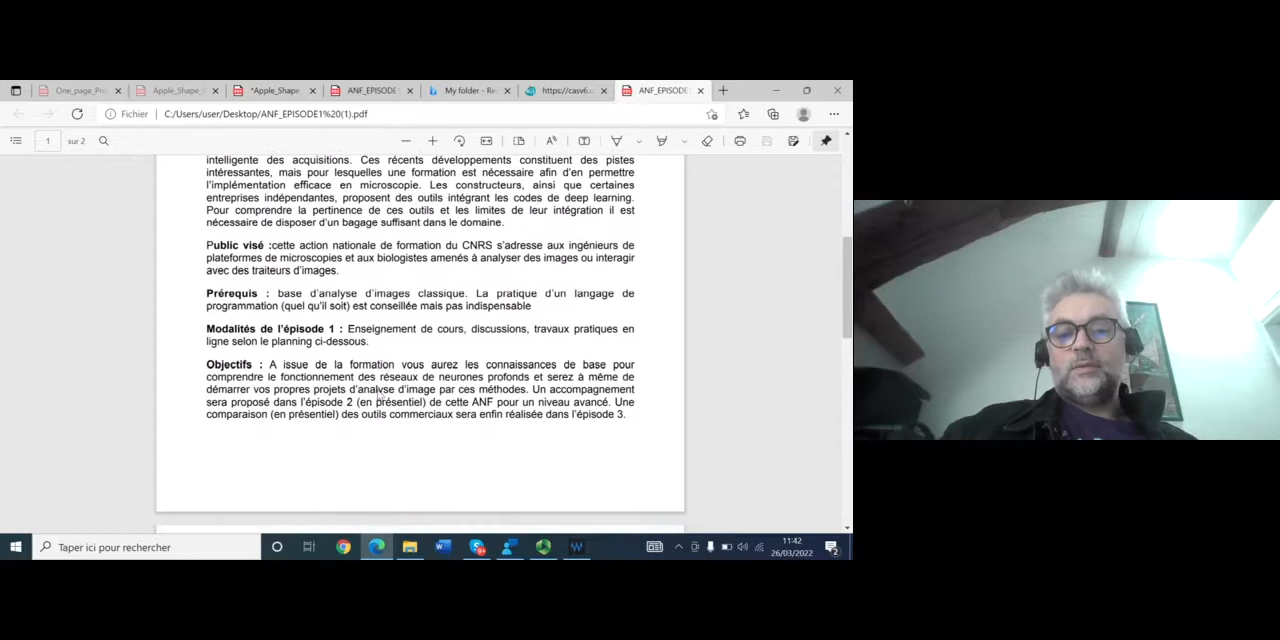 One_page_Pro
Apple_Shape_
*Apple_Shape_
ANF_EPISODE1
My folder - Re
https://casv6.u
ANF_EPISODE1
Fichier
C:/Users/user/Desktop/ANF_EPISODE1%20(1).pdf
1
sur 2
intelligente des acquisitions. Ces récents développements constituent des pistes
intéressantes, mais pour lesquelles une formation est nécessaire afin d’en permettre
l’implémentation efficace en microscopie. Les constructeurs, ainsi que certaines
entreprises indépendantes, proposent des outils intégrant les codes de deep learning.
Pour comprendre la pertinence de ces outils et les limites de leur intégration il est
nécessaire de disposer d’un bagage suffisant dans le domaine.
Public visé :cette action nationale de formation du CNRS s’adresse aux ingénieurs de
plateformes de microscopies et aux biologistes amenés à analyser des images ou interagir
avec des traiteurs d’images.
Prérequis : base d’analyse d’images classique. La pratique d’un langage de
programmation (quel qu’il soit) est conseillée mais pas indispensable
Modalités de l’épisode 1 : Enseignement de cours, discussions, travaux pratiques en
ligne selon le planning ci-dessous.
Objectifs : A issue de la formation vous aurez les connaissances de base pour
comprendre le fonctionnement des réseaux de neurones profonds et serez à même de
démarrer vos propres projets d’analyse d’image par ces méthodes. Un accompagnement
sera proposé dans l’épisode 2 (en présentiel) de cette ANF pour un niveau avancé. Une
comparaison (en présentiel) des outils commerciaux sera enfin réalisée dans l’épisode 3.
Taper ici pour rechercher
11:42
26/03/2022